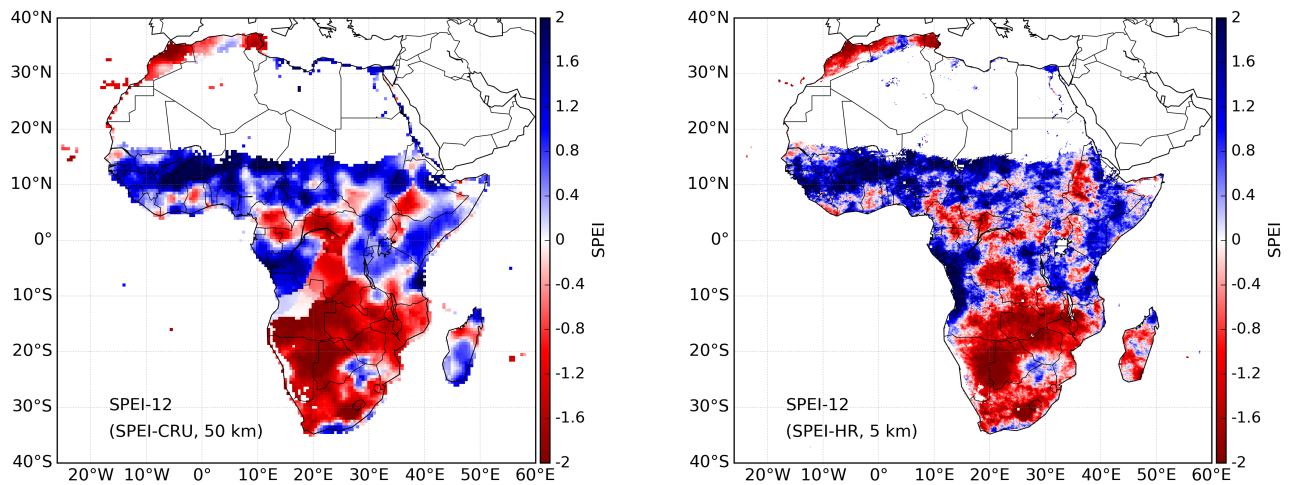 40°N
30°N
20°N
10°N
0°
10°S
20°S
30°S
40°S
20°W 10°W 0° 10°E 20°E 30°E 40°E 50°E 60°E
SPEI-12
(SPEI-CRU, 50 km)
2
1.6
1.2
0.8
0.4
0
-0.4
-0.8
-1.2
-1.6
-2
SPEI
40°N
30°N
20°N
10°N
0°
10°S
20°S
30°S
40°S
20°W 10°W 0° 10°E 20°E 30°E 40°E 50°E 60°E
SPEI-12
(SPEI-HR, 5 km)
2
1.6
1.2
0.8
0.4
0
-0.4
-0.8
-1.2
-1.6
-2
SPEI